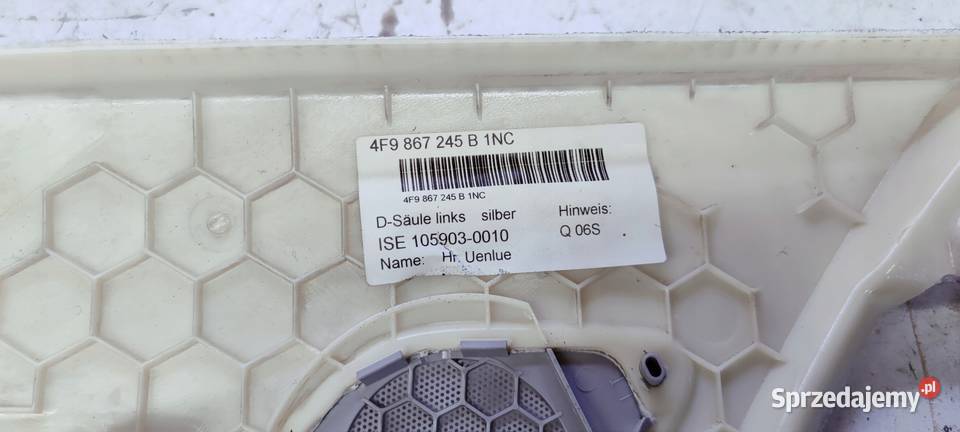 4F9 867 245 B 1NC
4F9 867 245 B 1NC
D-Säule links silber
Hinweis:
ISE 105903-0010
Q 06S
Name: Hr. Uenlue
Sprzedajemy.pl